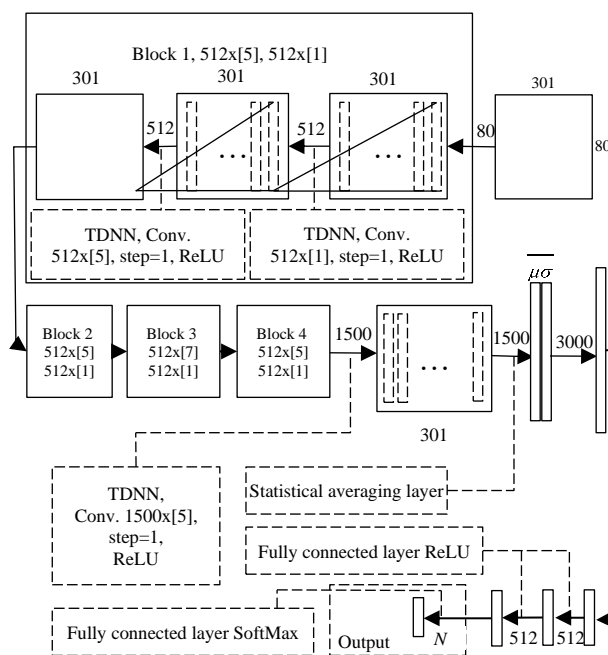 Block 1, 512x[5], 512x[1]
301
301
301
301
512
512
80
80
TDNN, Conv.
512x[5], step=1, ReLU
TDNN, Conv.
512x[1], step=1, ReLU
μσ
Block 2
512x[5]
512x[1]
Block 3
512x[7]
512x[1]
Block 4
512x[5]
512x[1]
1500
...
1500
3000
301
TDNN,
Conv. 1500x[5],
step=1,
ReLU
Statistical averaging layer
Fully connected layer ReLU
Fully connected layer SoftMax
Output
N
512
512